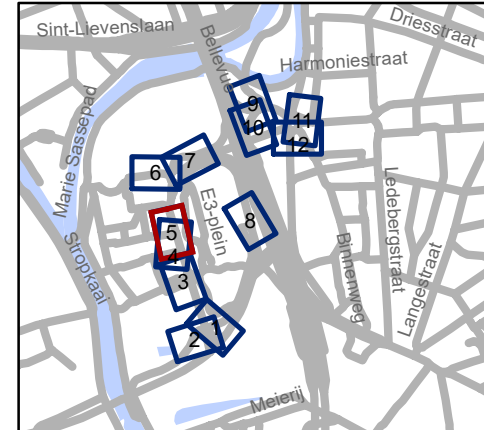 Sint-Lievenslaan
Bellevue
Driesstraat
Harmoniestraat
Marie Sassepad
9
10
11
12
7
6
E3-plein
Ledebergstraat
8
5
Stropkaai
4
3
Binnenweg
Langestraat
1
2
Meierij